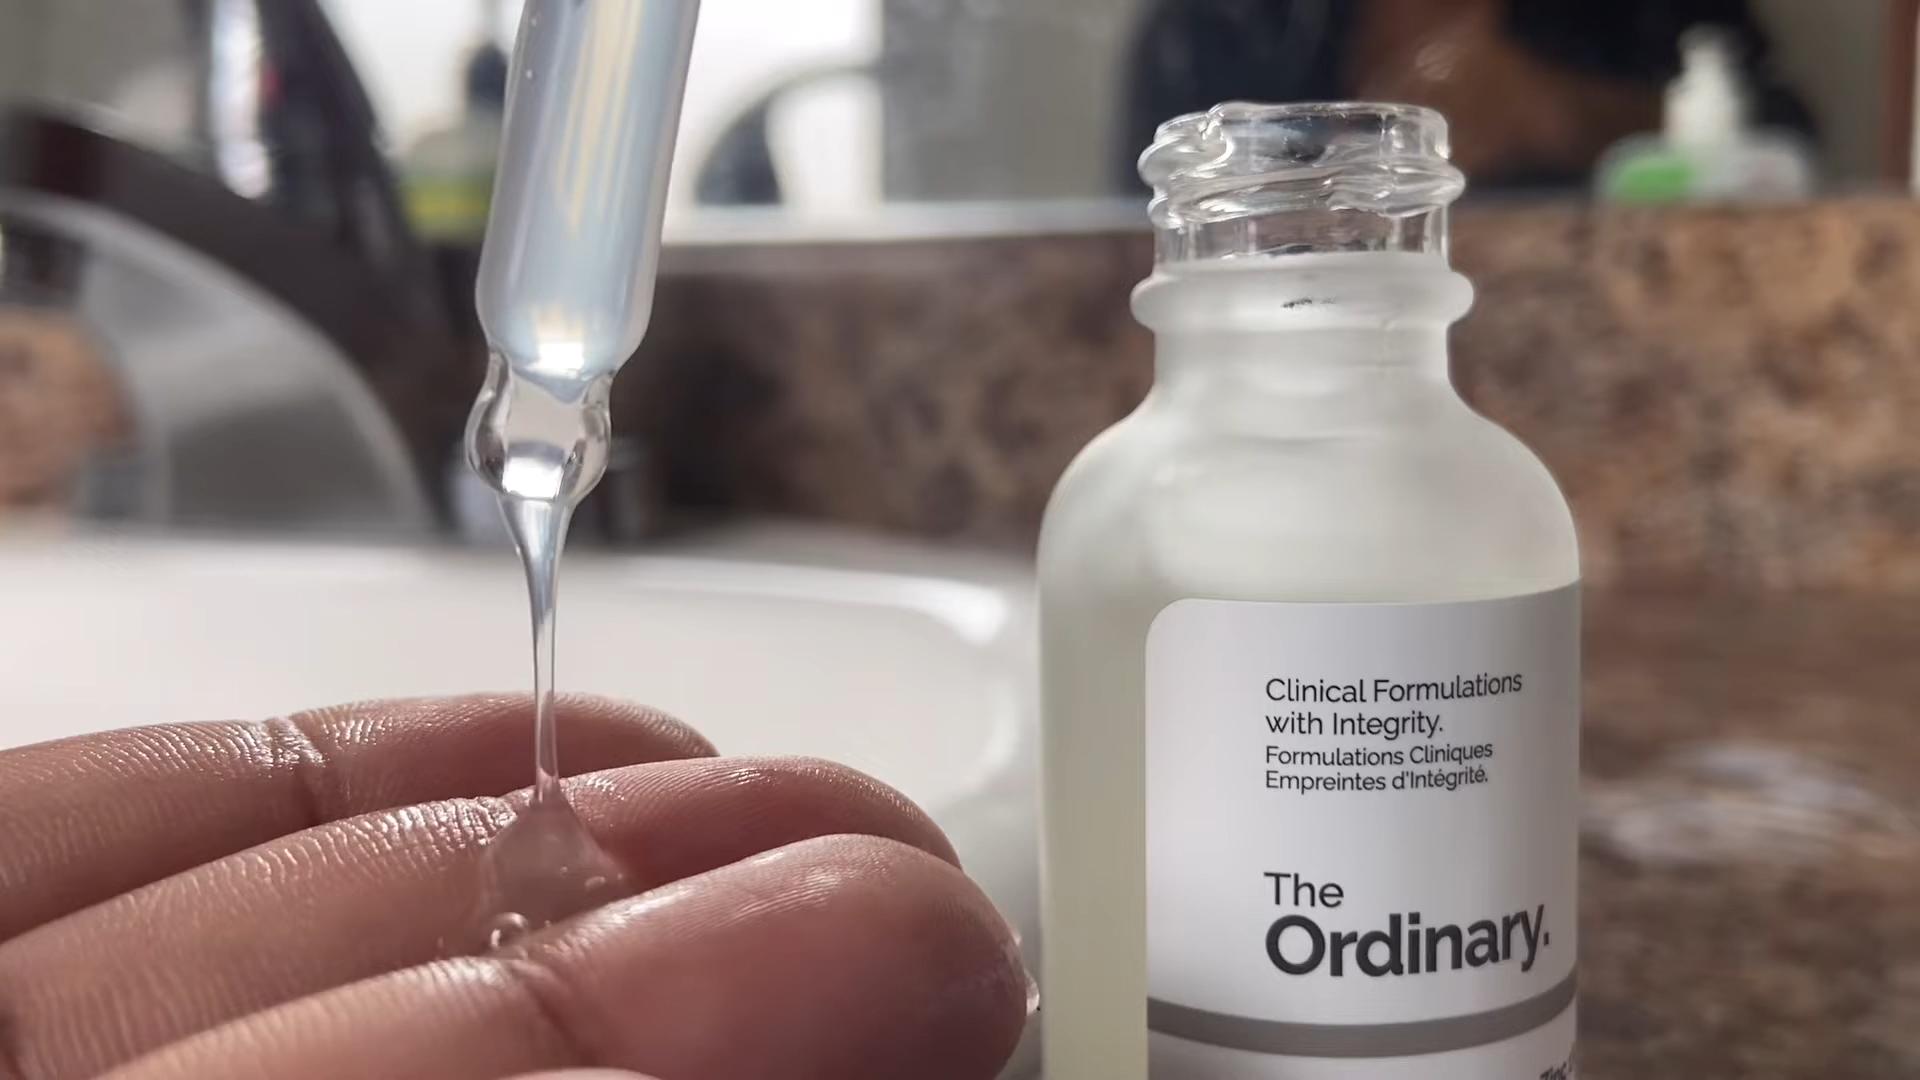 Clinical Formulations
with Integrity.
Formulations Cliniques
Empreintes d'Intégrité.
The
Ordinary.